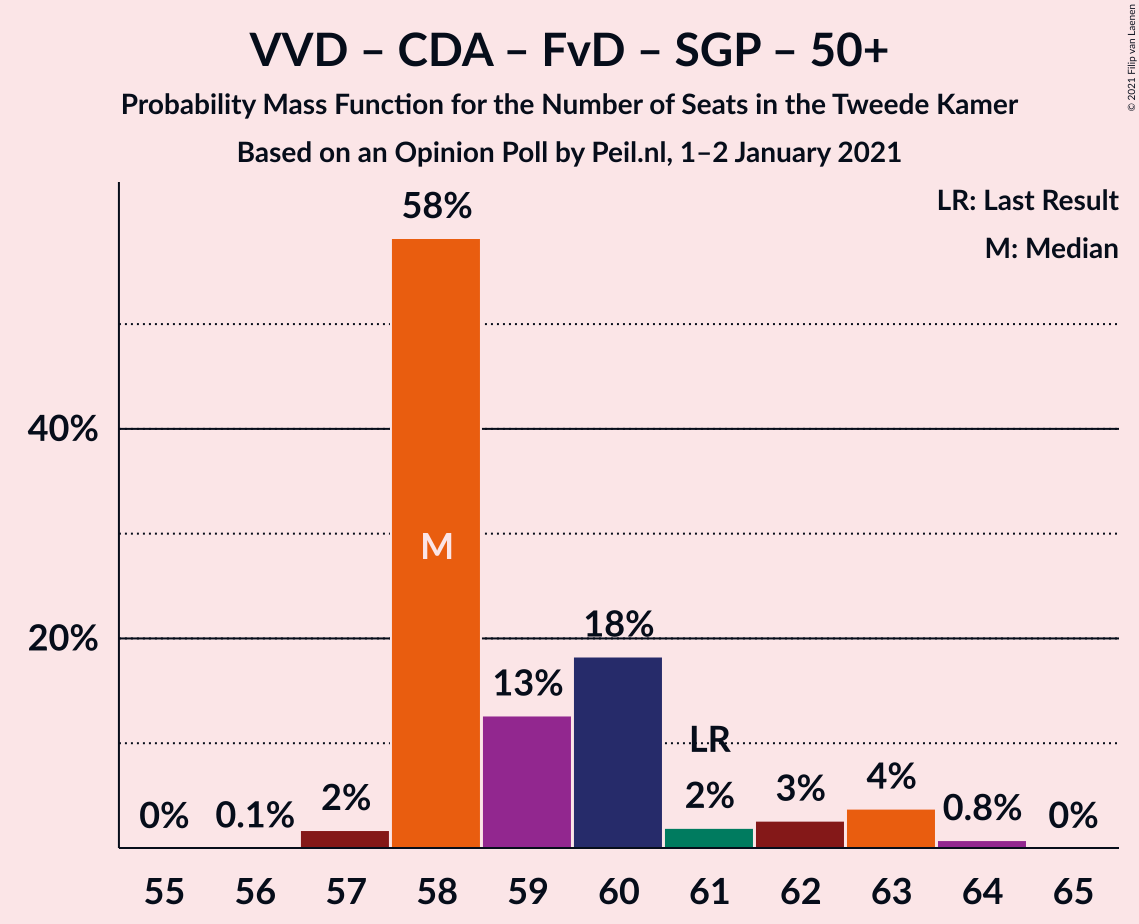 VVD – CDA – FvD – SGP – 50+
Probability Mass Function for the Number of Seats in the Tweede Kamer
Based on an Opinion Poll by Peil.nl, 1–2 January 2021
© 2021 Filip van Laenen
LR: Last Result
M: Median
58%
40%
M
20%
18%
13%
LR
0%
0.1%
2%
2%
3%
4%
0.8%
0%
55 56 57 58 59 60 61 62 63 64 65